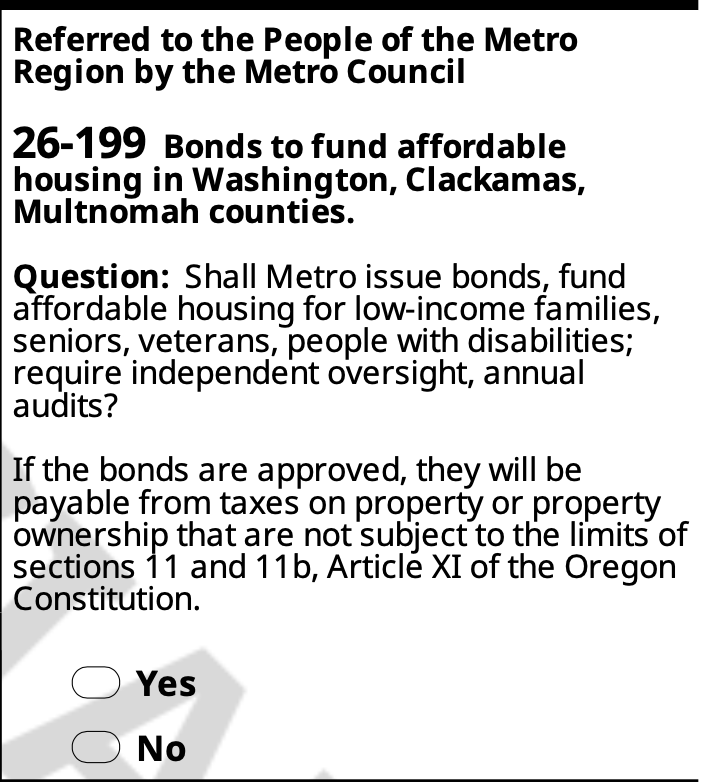 Referred to the People of the Metro
Region by the Metro Council
26-199 Bonds to fund affordable
housing in Washington, Clackamas,
Multnomah counties.
Question: Shall Metro issue bonds, fund
affordable housing for low-income families,
seniors, veterans, people with disabilities;
require independent oversight, annual
audits?
If the bonds are approved, they will be
payable from taxes on property or property
ownership that are not subject to the limits of
sections 11 and 11b, Article XI of the Oregon
Constitution.
Yes
No